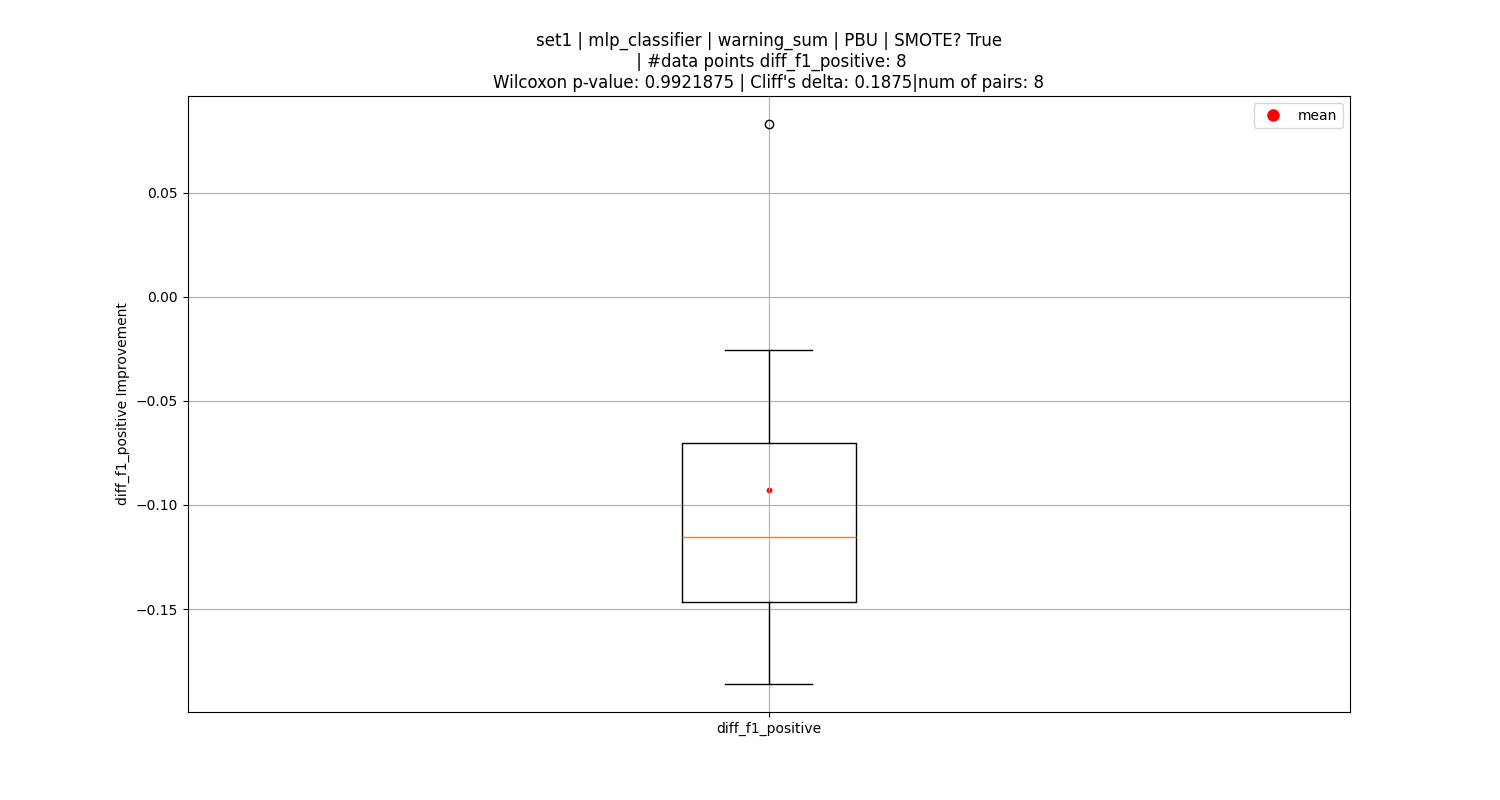 set1 | mlp_classifier | warning_sum | PBU | SMOTE? True
| #data points diff_f1_positive: 8
Wilcoxon p-value: 0.9921875 | Cliff's delta: 0.1875|num of pairs: 8
mean
0.05
0.00
−0.05
−0.10
−0.15
diff_f1_positive Improvement
diff_f1_positive